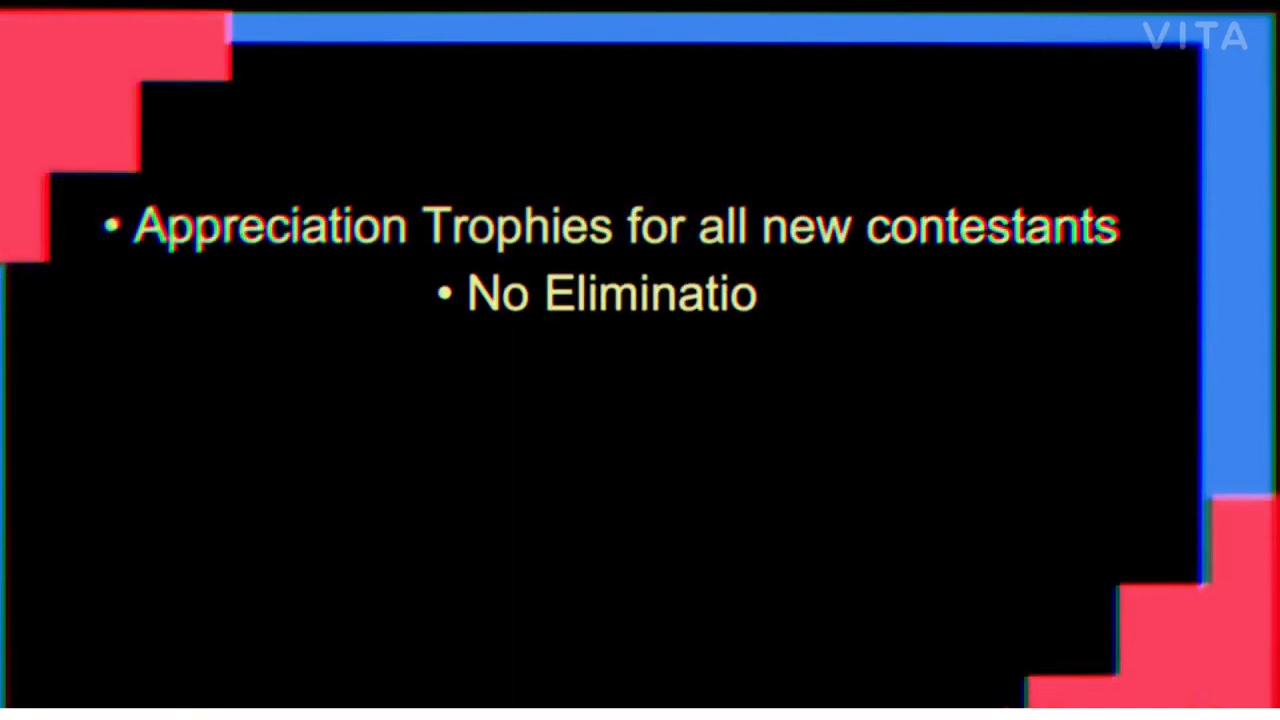 VITA
• Appreciation Trophies for all new contestants
• No Eliminatio